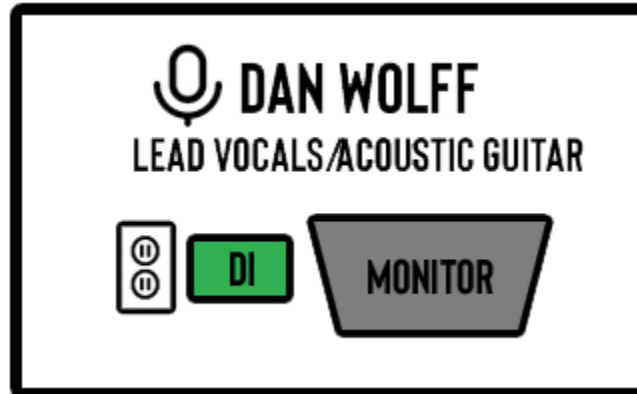 DAN WOLFF
LEAD VOCALS/ACOUSTIC GUITAR
DI
MONITOR